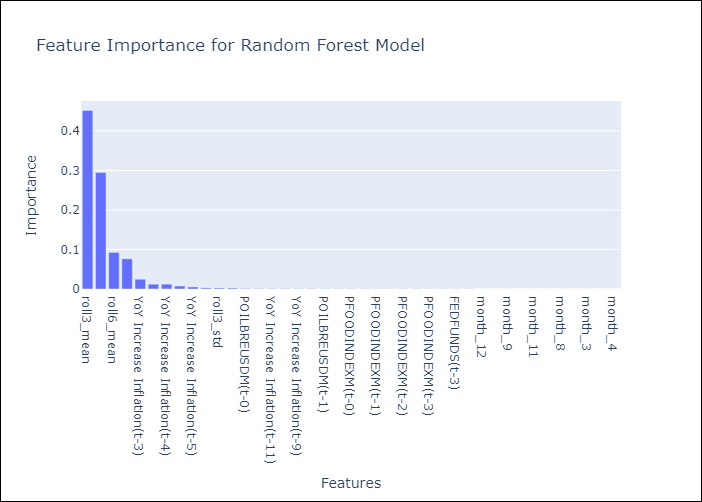 Feature Importance for Random Forest Model
Importance
0.4
0.3
0.2
0.1
0
roll3_mean
roll6_mean
YoY Increase Inflation(t-3)
YoY Increase Inflation(t-4)
YoY Increase Inflation(t-5)
roll3_std
POILBREUSDM(t-0)
YoY Increase Inflation(t-11)
YoY Increase Inflation(t-9)
POILBREUSDM(t-1)
PFOODINDEXM(t-0)
PFOODINDEXM(t-1)
PFOODINDEXM(t-2)
PFOODINDEXM(t-3)
FEDFUNDS(t-3)
month_12
month_9
month_11
month_8
month_3
month_4
Features